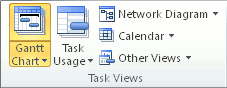 Gantt
Chart
Task
Usage
Network Diagram
Calendar
Other Views
Task Views